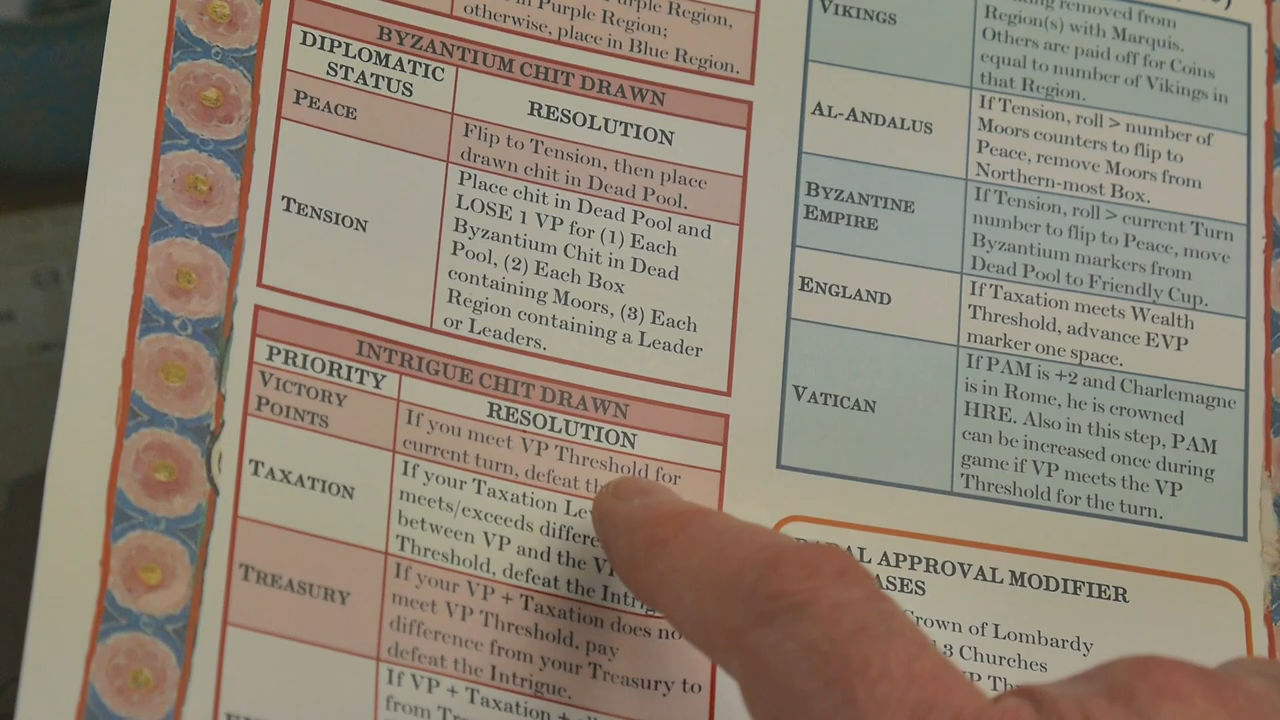 Purple Region,
in Purple Region;
otherwise, place in Blue Region.
BYZANTIUM CHIT DRAWN
DIPLOMATIC
STATUS
RESOLUTION
PEACE
Flip to Tension, then place
drawn chit in Dead Pool.
TENSION
Place chit in Dead Pool and
LOSE 1 VP for (1) Each
Byzantium Chit in Dead
Pool, (2) Each Box
containing Moors, (3) Each
Region containing a Leader
or Leaders.
INTRIGUE CHIT DRAWN
PRIORITY
RESOLUTION
VICTORY
POINTS
If you meet VP Threshold for
current turn, defeat
TAXATION
If your Taxation
meets/exceeds
between VP and the
Threshold, defeat the
TREASURY
If your VP + Taxation does
meet VP Threshold, pay
difference from your Treasury to
defeat the Intrigue.
If VP + Taxation +
from
VIKINGS
removed from
Region(s) with Marquis.
Others are paid off for Coins
equal to number of Vikings in
that Region.
AL-ANDALUS
If Tension, roll > number of
Moors counters to flip to
Peace, remove Moors from
Northern-most Box.
BYZANTINE
EMPIRE
If Tension, roll > current Turn
number to flip to Peace, move
Byzantium markers from
Dead Pool to Friendly Cup.
ENGLAND
If Taxation meets Wealth
Threshold, advance EVP
marker one space.
VATICAN
If PAM is +2 and Charlemagne
is in Rome, he is crowned
HRE. Also in this step, PAM
can be increased once during
game if VP meets the VP
Threshold for the turn.
APPROVAL MODIFIER
Crown of Lombardy
3 Churches